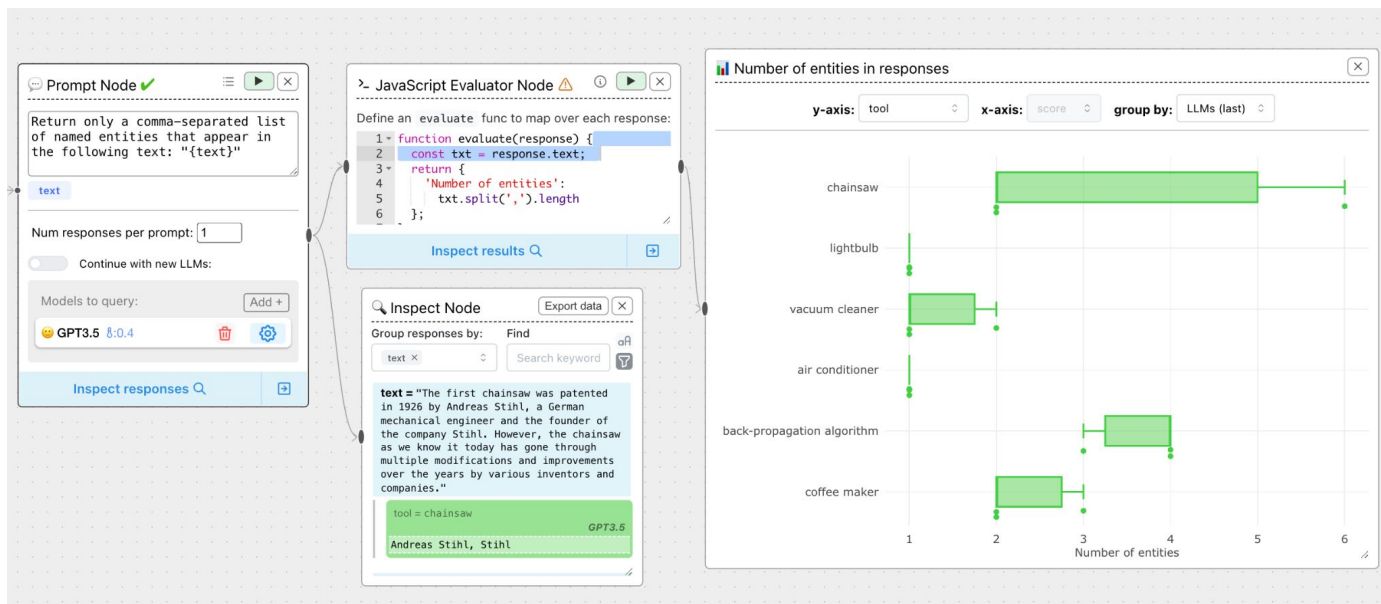 Prompt Node
Return only a comma-separated list
of named entities that appear in
the following text: "{text}"
text
Num responses per prompt: 1
Continue with new LLMs:
Models to query:
Add +
GPT3.5 :0.4
Inspect responses
JavaScript Evaluator Node
Define an evaluate func to map over each response:
1 function evaluate(response) {
2 const txt = response.text;
3 return {
4 'Number of entities':
5 txt.split(',').length
6 };
Inspect results
Inspect Node
Export data
Group responses by:
Find
text ×
Search keyword
aA
text = "The first chainsaw was patented
in 1926 by Andreas Stihl, a German
mechanical engineer and the founder of
the company Stihl. However, the chainsaw
as we know it today has gone through
multiple modifications and improvements
over the years by various inventors and
companies."
tool = chainsaw
GPT3.5
Andreas Stihl, Stihl
Number of entities in responses
y-axis: tool x-axis: score group by: LLMs (last)
chainsaw
lightbulb
vacuum cleaner
air conditioner
back-propagation algorithm
coffee maker
1 2 3 4 5 6
Number of entities